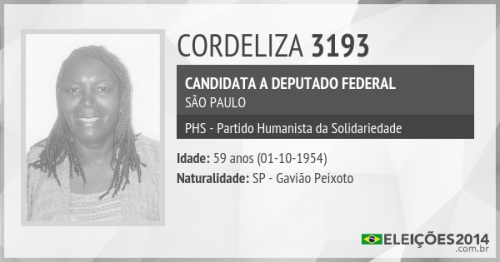 CORDELIZA 3193
CANDIDATA A DEPUTADO FEDERAL
SÃO PAULO
PHS - Partido Humanista da Solidariedade
Idade: 59 anos (01-10-1954)
Naturalidade: SP - Gavião Peixoto
ELEIÇÕES2014
.com.br